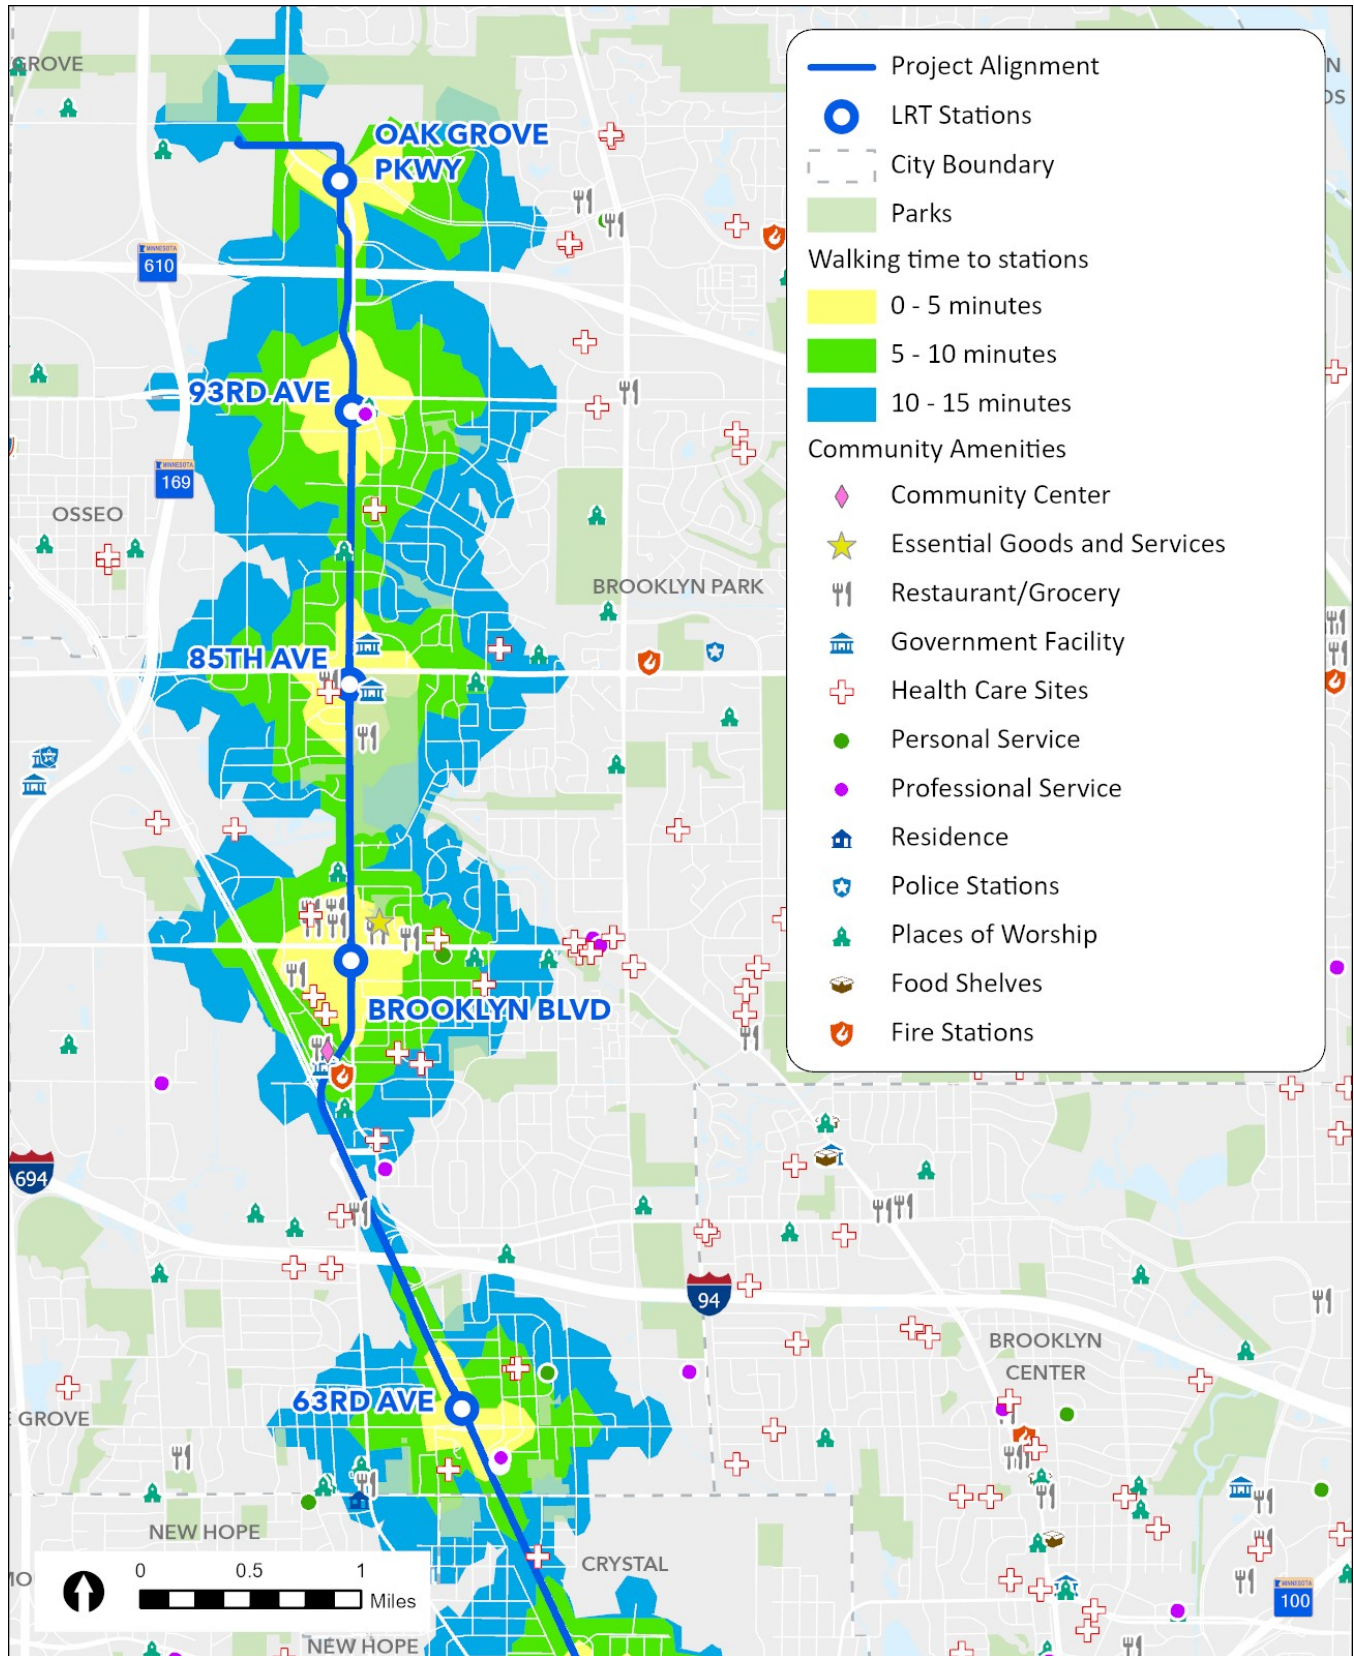 GROVE
OAK GROVE
PKWY
MINNESOTA
610
93RD AVE
MINNESOTA
169
OSSEO
BROOKLYN PARK
85TH AVE
BROOKLYN BLVD
694
94
BROOKLYN
CENTER
63RD AVE
GROVE
NEW HOPE
CRYSTAL
MINNESOTA
100
NEW HOPE
0 0.5 1
Miles
Project Alignment
LRT Stations
City Boundary
Parks
Walking time to stations
0 - 5 minutes
5 - 10 minutes
10 - 15 minutes
Community Amenities
Community Center
Essential Goods and Services
Restaurant/Grocery
Government Facility
Health Care Sites
Personal Service
Professional Service
Residence
Police Stations
Places of Worship
Food Shelves
Fire Stations